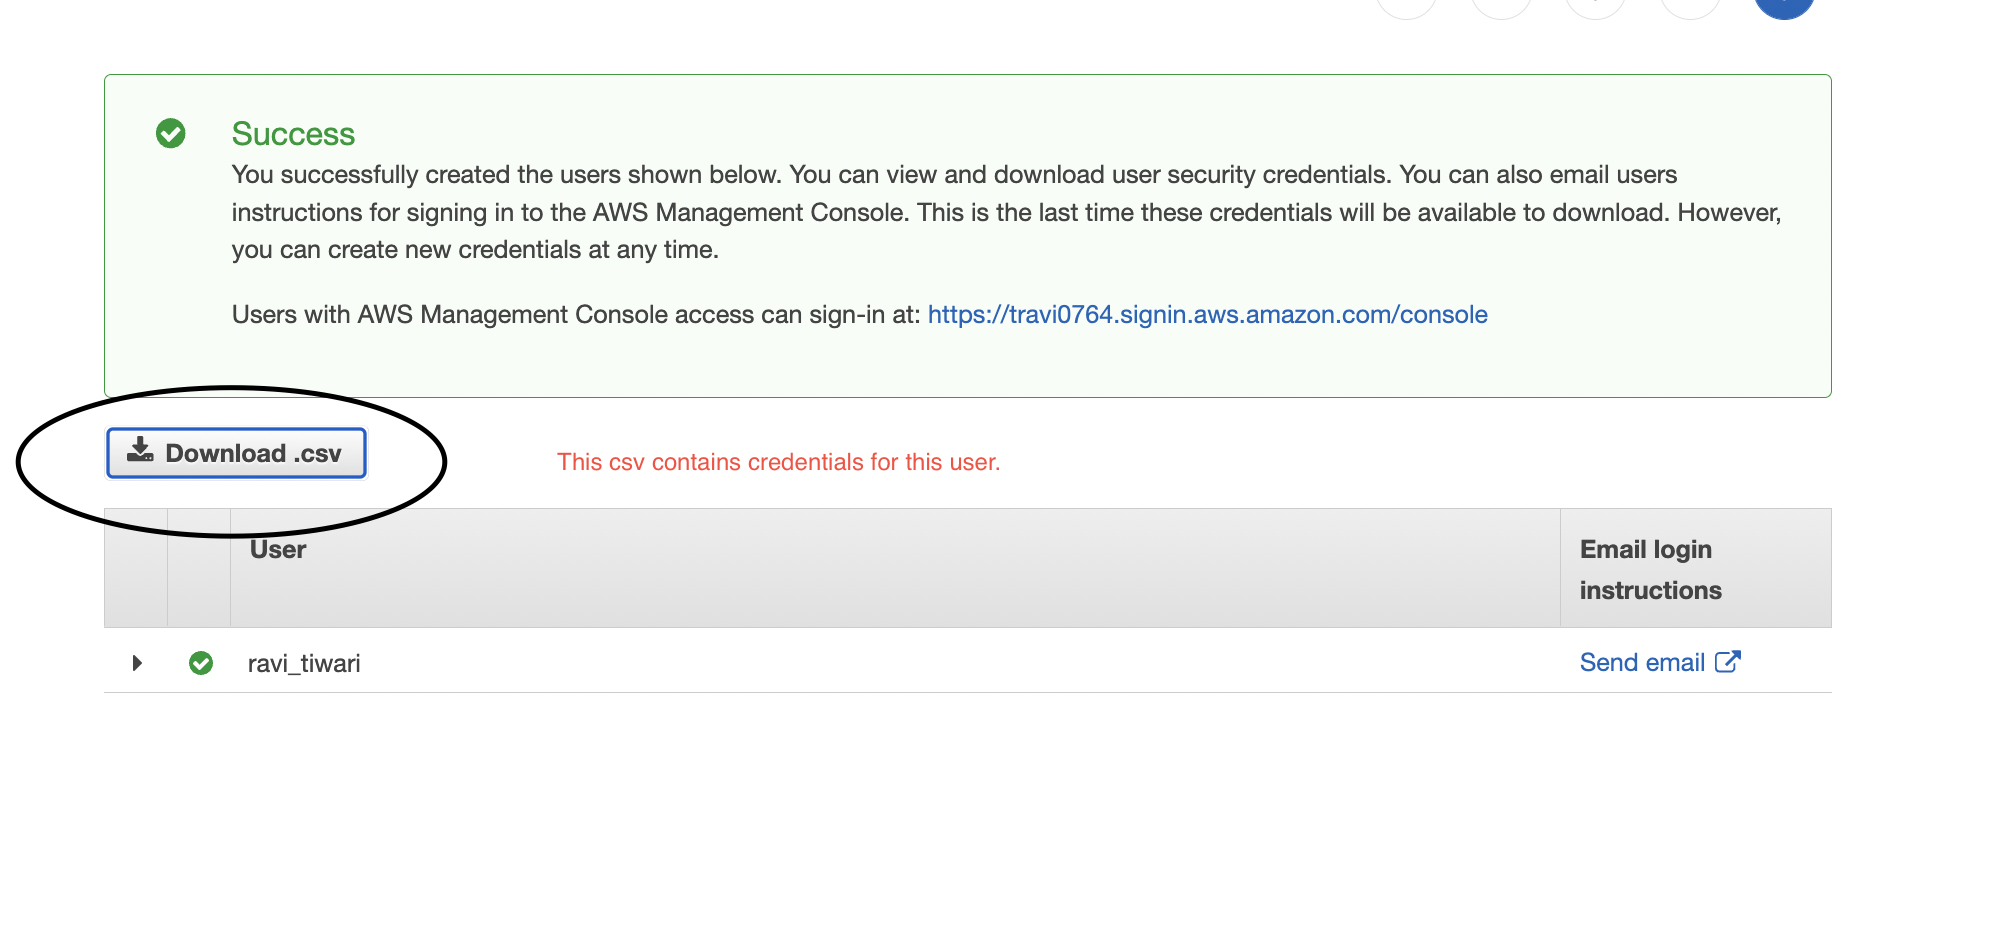 Success
You successfully created the users shown below. You can view and download user security credentials. You can also email users
instructions for signing in to the AWS Management Console. This is the last time these credentials will be available to download. However,
you can create new credentials at any time.
Users with AWS Management Console access can sign-in at: https://travi0764.signin.aws.amazon.com/console
Download .csv
This csv contains credentials for this user.
User
Email login
instructions
ravi_tiwari
Send email